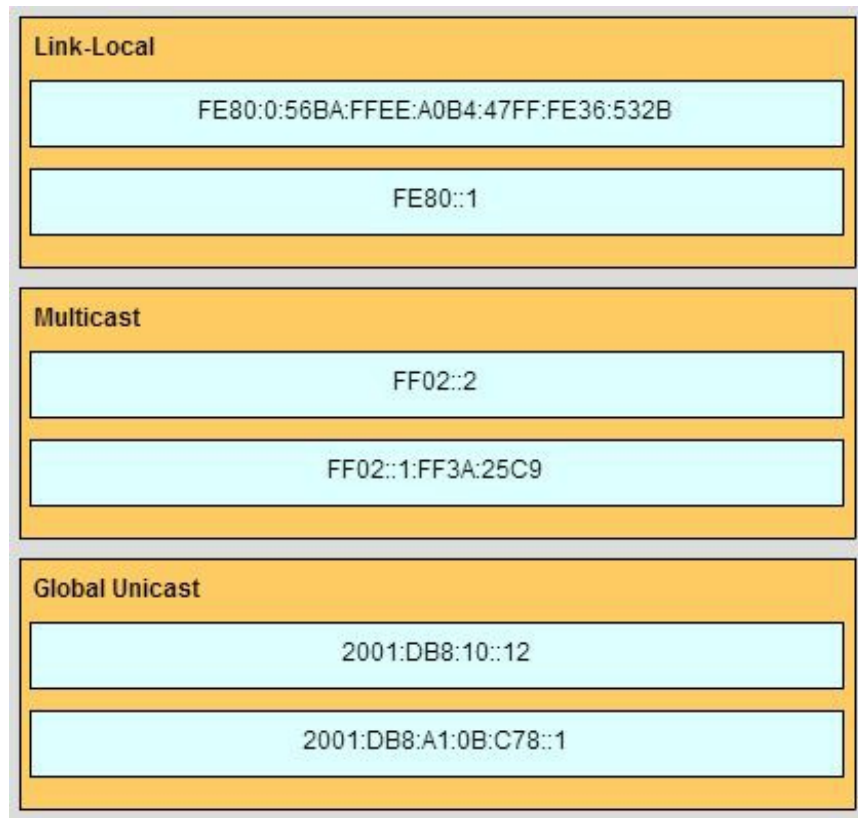 Link-Local
FE80:0:56BA:FFEE:A0B4:47FF:FE36:532B
FE80::1
Multicast
FF02::2
FF02::1:FF3A:25C9
Global Unicast
2001:DB8:10::12
2001:DB8:A1:0B:C78::1